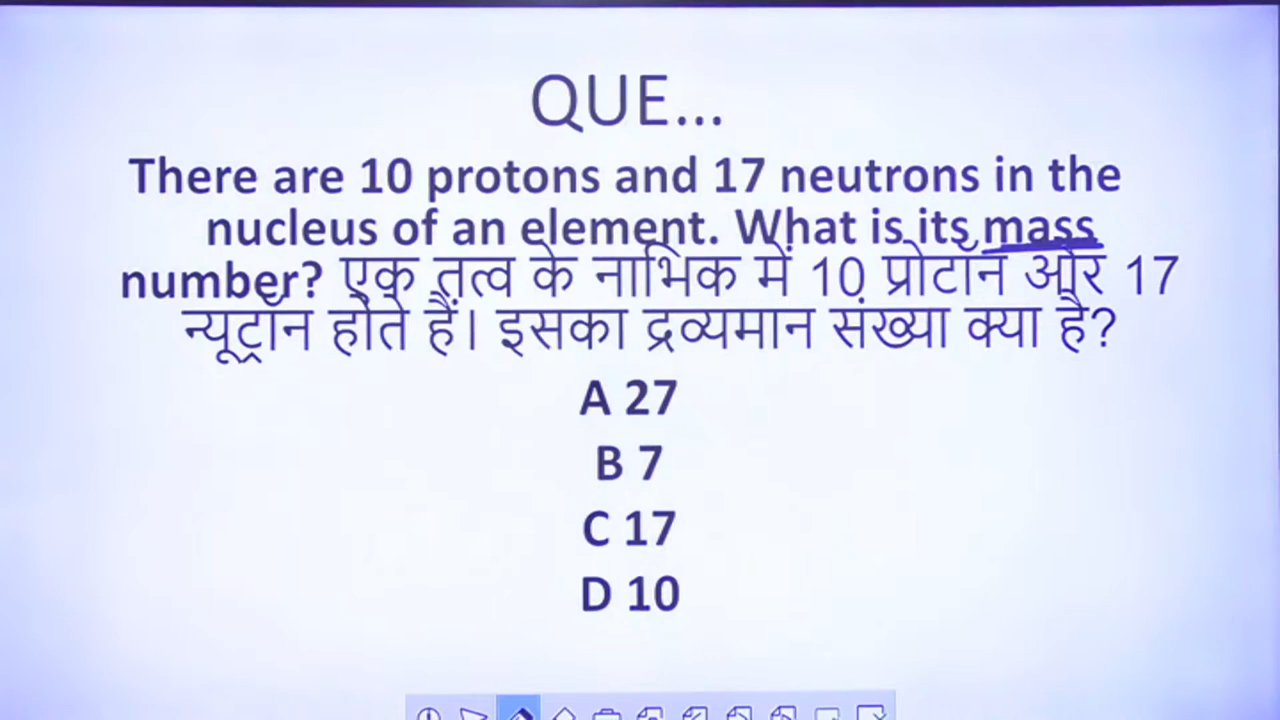 QUE...
There are 10 protons and 17 neutrons in the
nucleus of an element. What is its mass
number? एक तत्व के नाभिक में 10 प्रोटॉन और 17
न्यूट्रॉन होते हैं। इसका द्रव्यमान संख्या क्या है?
A 27
B 7
C 17
D 10